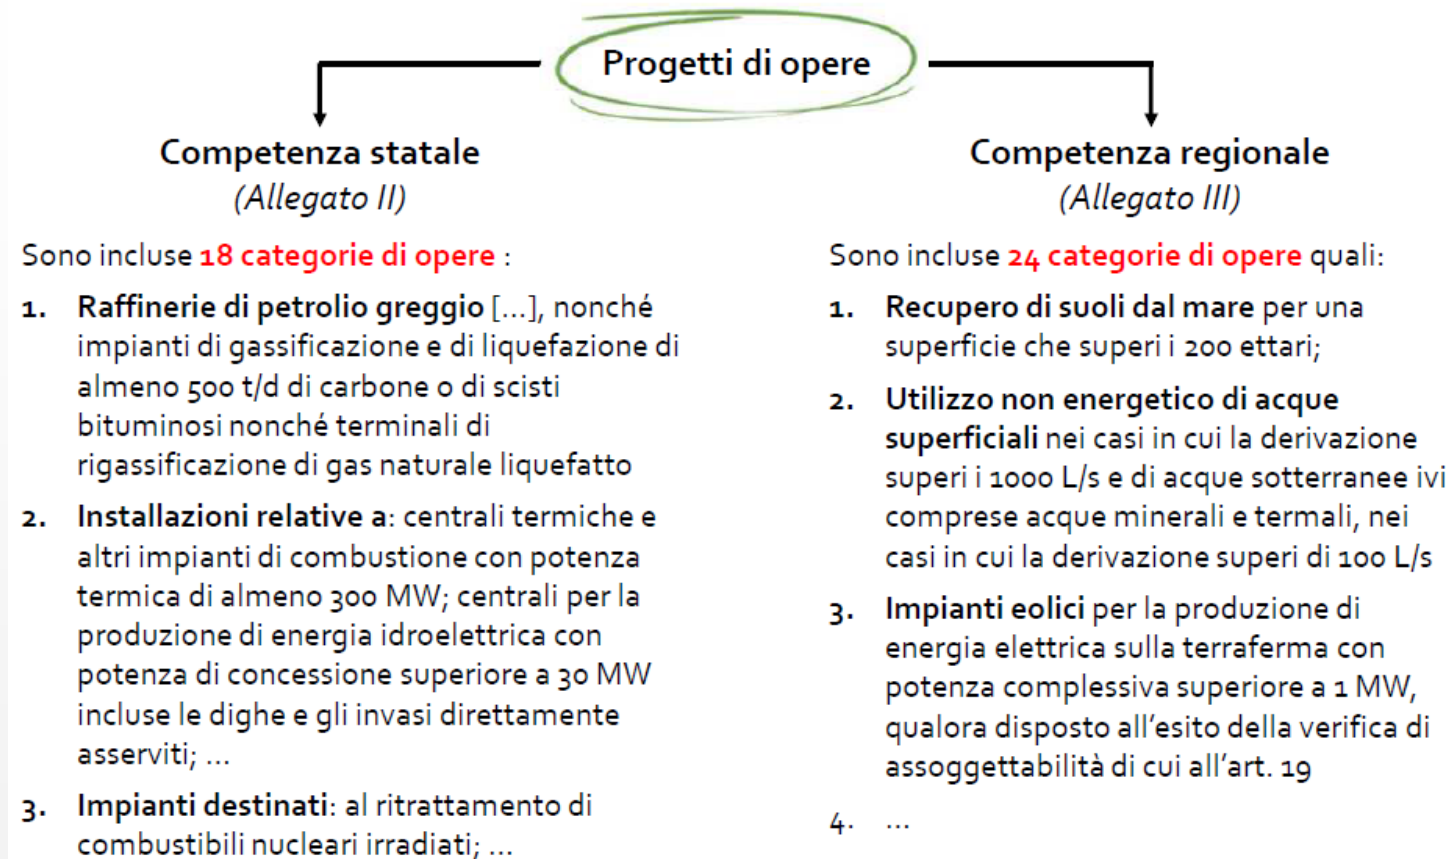 Progetti di opere
Competenza statale
(Allegato II)
Sono incluse 18 categorie di opere :
1. Raffinerie di petrolio greggio [...], nonché
impianti di gassificazione e di liquefazione di
almeno 500 t/d di carbone o di scisti
bituminosi nonché terminali di
rigassificazione di gas naturale liquefatto
2. Installazioni relative a: centrali termiche e
altri impianti di combustione con potenza
termica di almeno 300 MW; centrali per la
produzione di energia idroelettrica con
potenza di concessione superiore a 30 MW
incluse le dighe e gli invasi direttamente
asserviti; ...
3. Impianti destinati: al ritrattamento di
combustibili nucleari irradiati; ...
Competenza regionale
(Allegato III)
Sono incluse 24 categorie di opere quali:
1. Recupero di suoli dal mare per una
superficie che superi i 200 ettari;
2. Utilizzo non energetico di acque
superficiali nei casi in cui la derivazione
superi i 1000 L/s e di acque sotterranee ivi
comprese acque minerali e termali, nei
casi in cui la derivazione superi di 100 L/s
3. Impianti eolici per la produzione di
energia elettrica sulla terraferma con
potenza complessiva superiore a 1 MW,
qualora disposto all'esito della verifica di
assoggettabilità di cui all'art. 19
4. ...